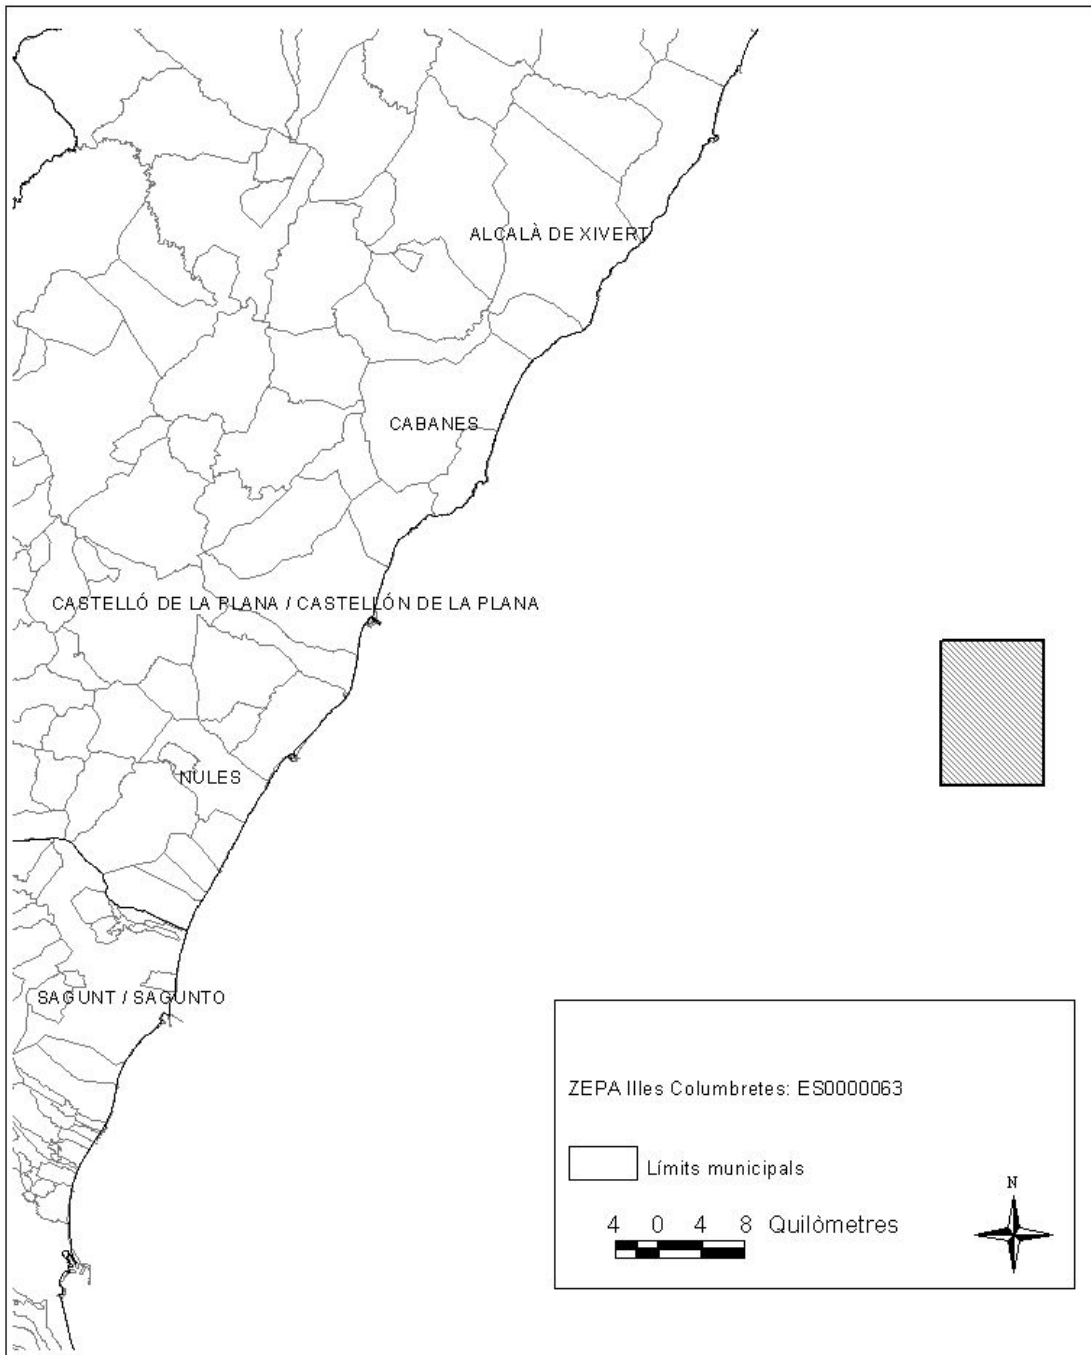 ALCALÀ DE XIVERT
CABANES
CASTELLÓ DE LA PLANA / CASTELLÓN DE LA PLANA
NULES
SAGUNT / SAGUNTO
ZEPA Illes Columbretes: ES0000063
Límits municipals
4 0 4 8 Quilòmetres
N